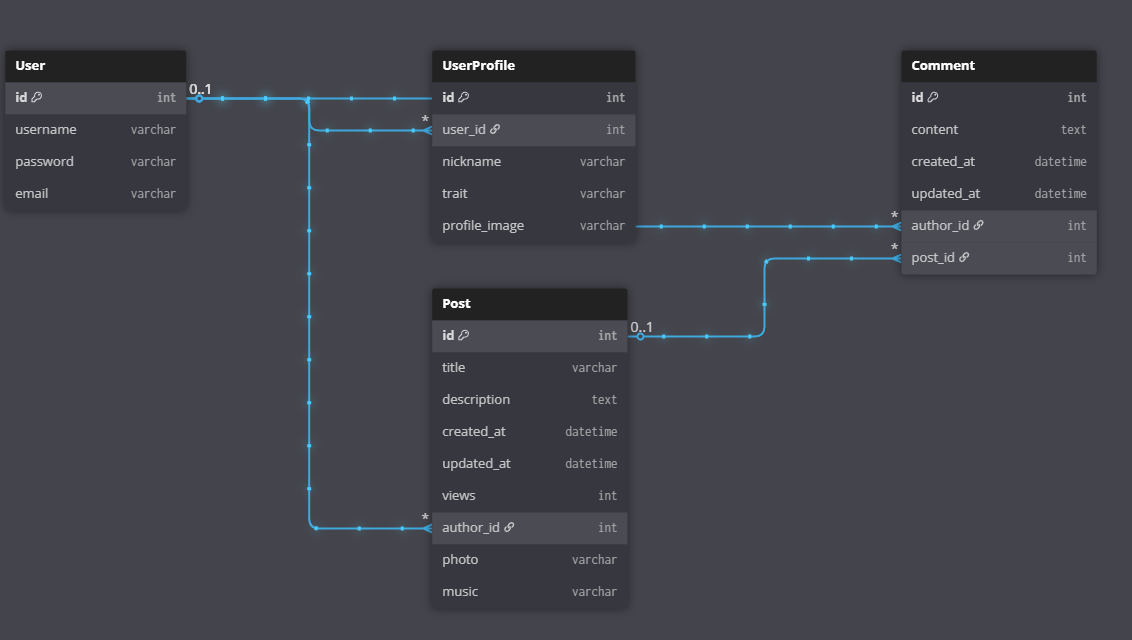 User
id int
username varchar
password varchar
email varchar
0..1
UserProfile
id int
* user_id int
nickname varchar
trait varchar
profile_image varchar
Comment
id int
content text
created_at datetime
updated_at datetime
* author_id int
* post_id int
Post
id int
0..1
title varchar
description text
created_at datetime
updated_at datetime
views int
* author_id int
photo varchar
music varchar